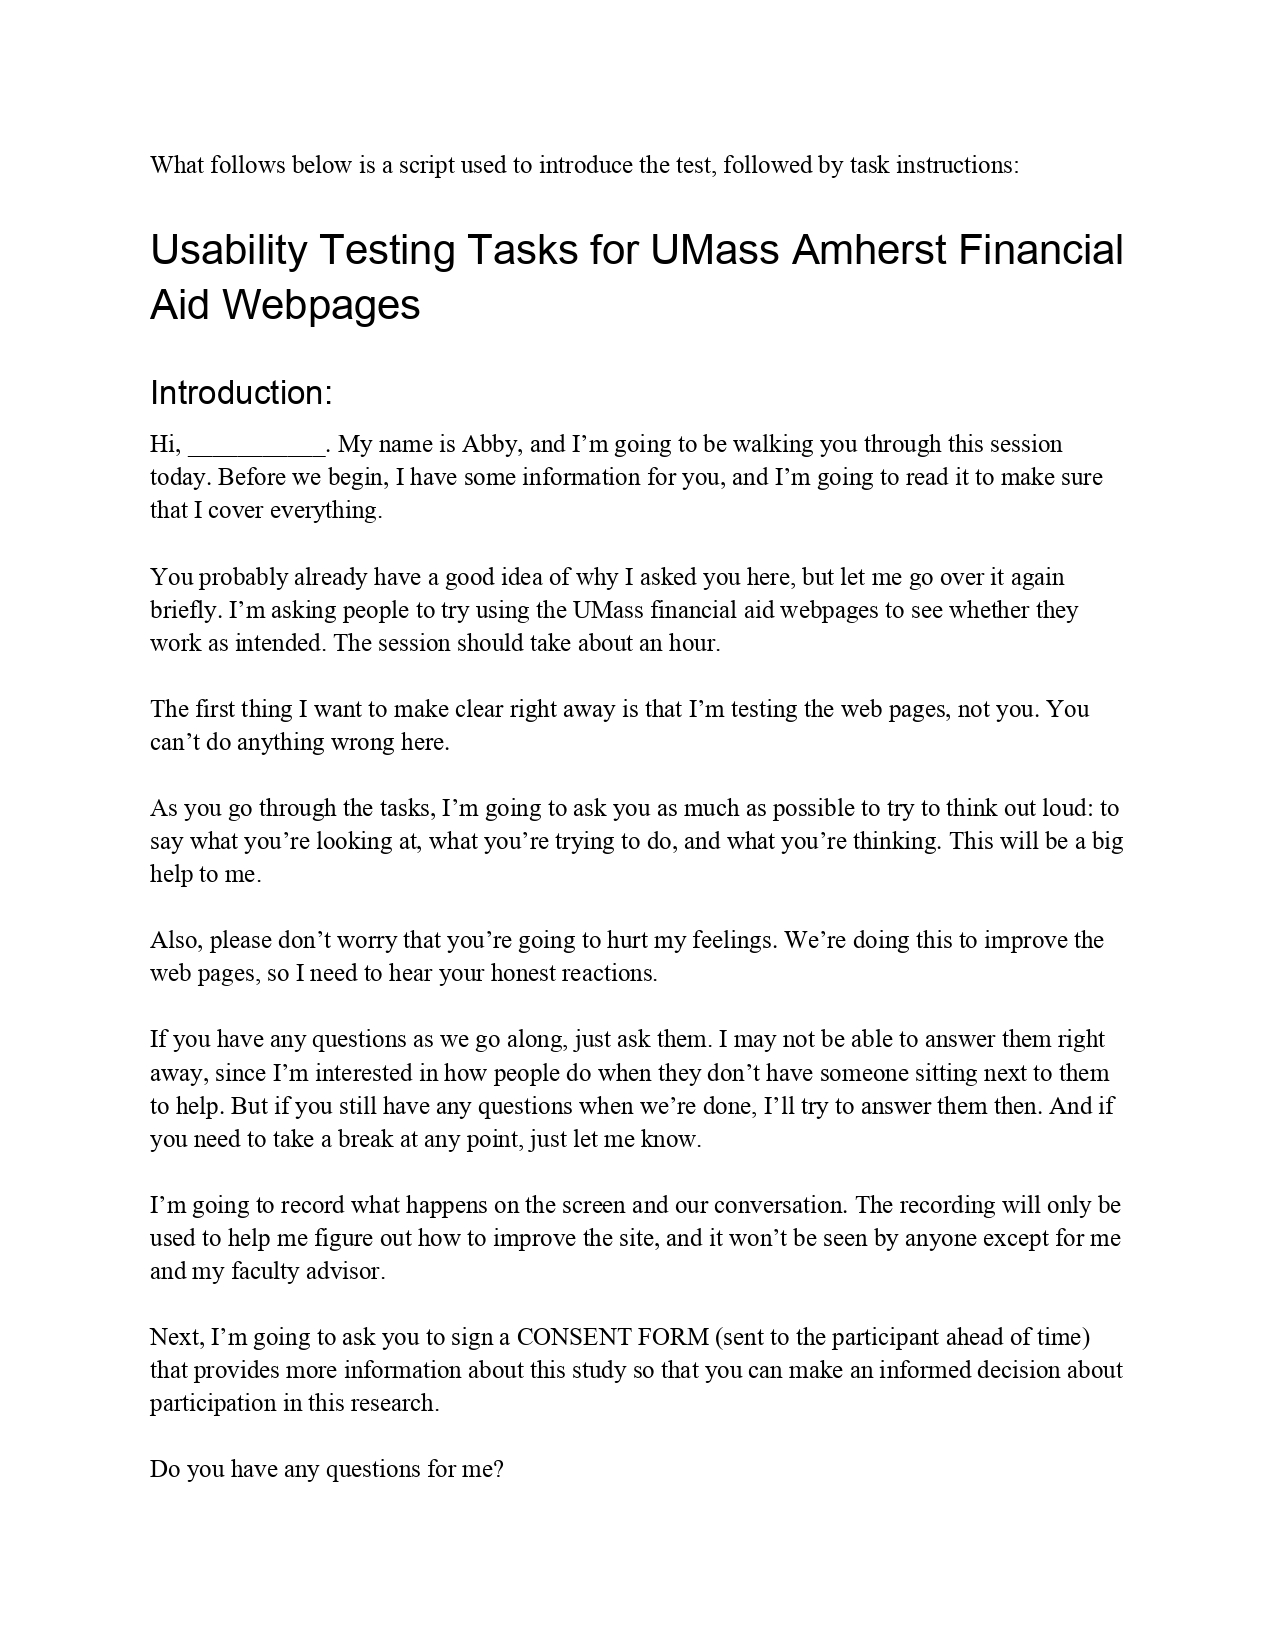 What follows below is a script used to introduce the test, followed by task instructions:
Usability Testing Tasks for UMass Amherst Financial
Aid Webpages
Introduction:
Hi, ___________. My name is Abby, and I’m going to be walking you through this session
today. Before we begin, I have some information for you, and I’m going to read it to make sure
that I cover everything.
You probably already have a good idea of why I asked you here, but let me go over it again
briefly. I’m asking people to try using the UMass financial aid webpages to see whether they
work as intended. The session should take about an hour.
The first thing I want to make clear right away is that I’m testing the web pages, not you. You
can’t do anything wrong here.
As you go through the tasks, I’m going to ask you as much as possible to try to think out loud: to
say what you’re looking at, what you’re trying to do, and what you’re thinking. This will be a big
help to me.
Also, please don’t worry that you’re going to hurt my feelings. We’re doing this to improve the
web pages, so I need to hear your honest reactions.
If you have any questions as we go along, just ask them. I may not be able to answer them right
away, since I’m interested in how people do when they don’t have someone sitting next to them
to help. But if you still have any questions when we’re done, I’ll try to answer them then. And if
you need to take a break at any point, just let me know.
I’m going to record what happens on the screen and our conversation. The recording will only be
used to help me figure out how to improve the site, and it won’t be seen by anyone except for me
and my faculty advisor.
Next, I’m going to ask you to sign a CONSENT FORM (sent to the participant ahead of time)
that provides more information about this study so that you can make an informed decision about
participation in this research.
Do you have any questions for me?